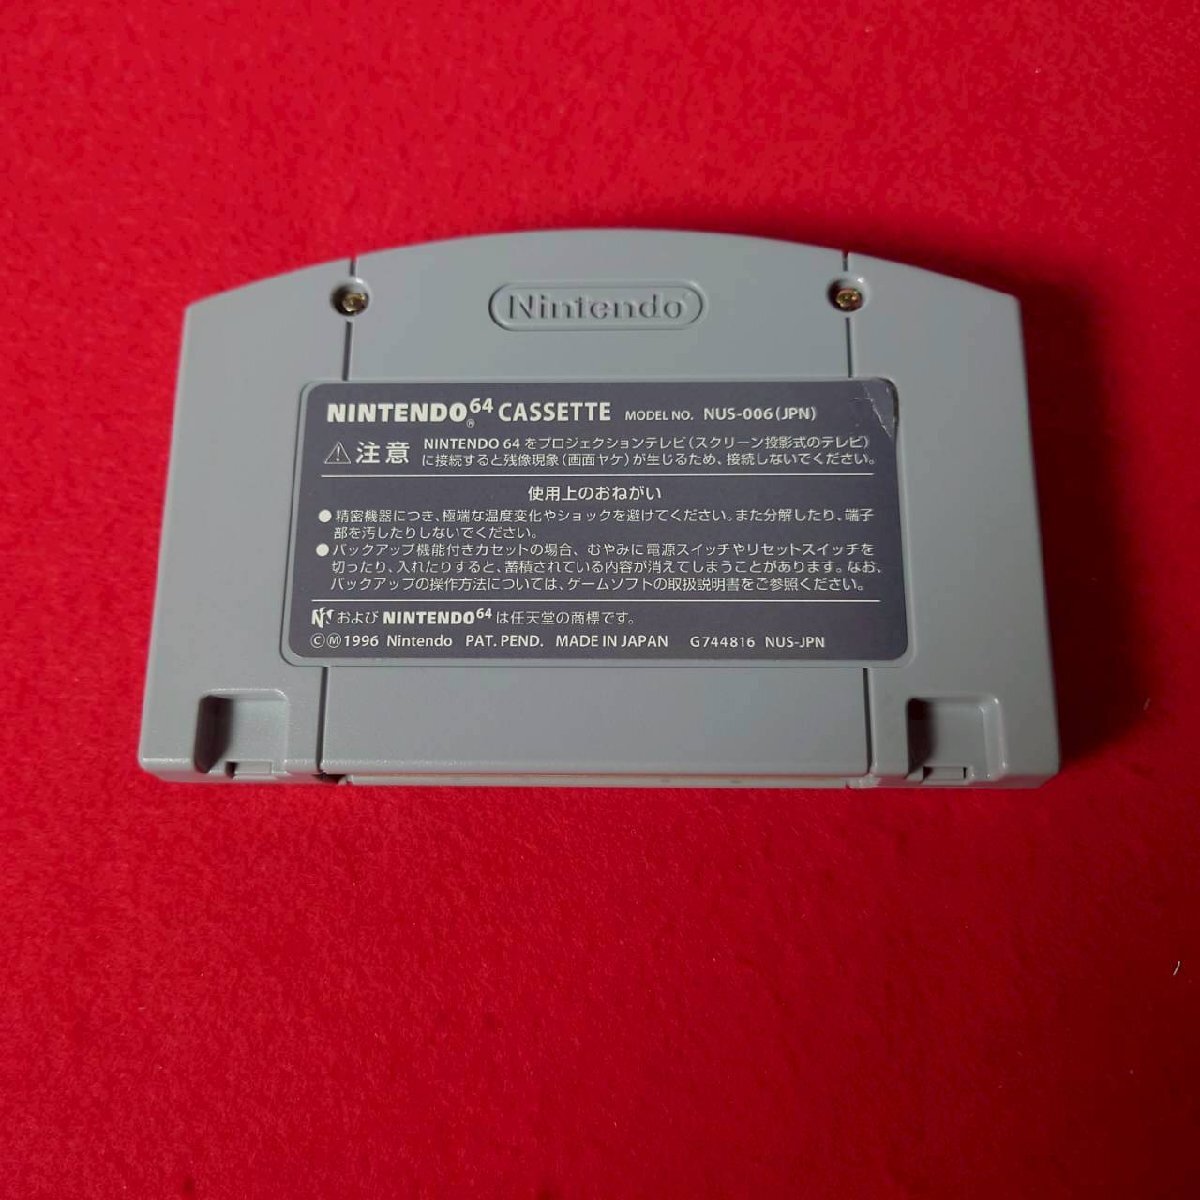 Nintendo
NINTENDO64® CASSETTE MODEL NO. NUS-006(JPN)
⚠注意 NINTENDO 64 をプロジェクションテレビ(スクリーン投影式のテレビ)
に接続すると残像現象(画面ヤケ)が生じるため、接続しないでください。
使用上のおねがい
●精密機器につき、極端な温度変化やショックを避けてください。また分解したり、端子
部を汚したりしないでください。
●バックアップ機能付きカセットの場合、むやみに電源スイッチやリセットスイッチを
切ったり、入れたりすると、蓄積されている内容が消えてしまうことがあります。なお、
バックアップの操作方法については、ゲームソフトの取扱説明書をご参照ください。
および NINTENDO64 は任天堂の商標です。
ⒸⓂ1996 Nintendo PAT. PEND. MADE IN JAPAN G744816 NUS-JPN